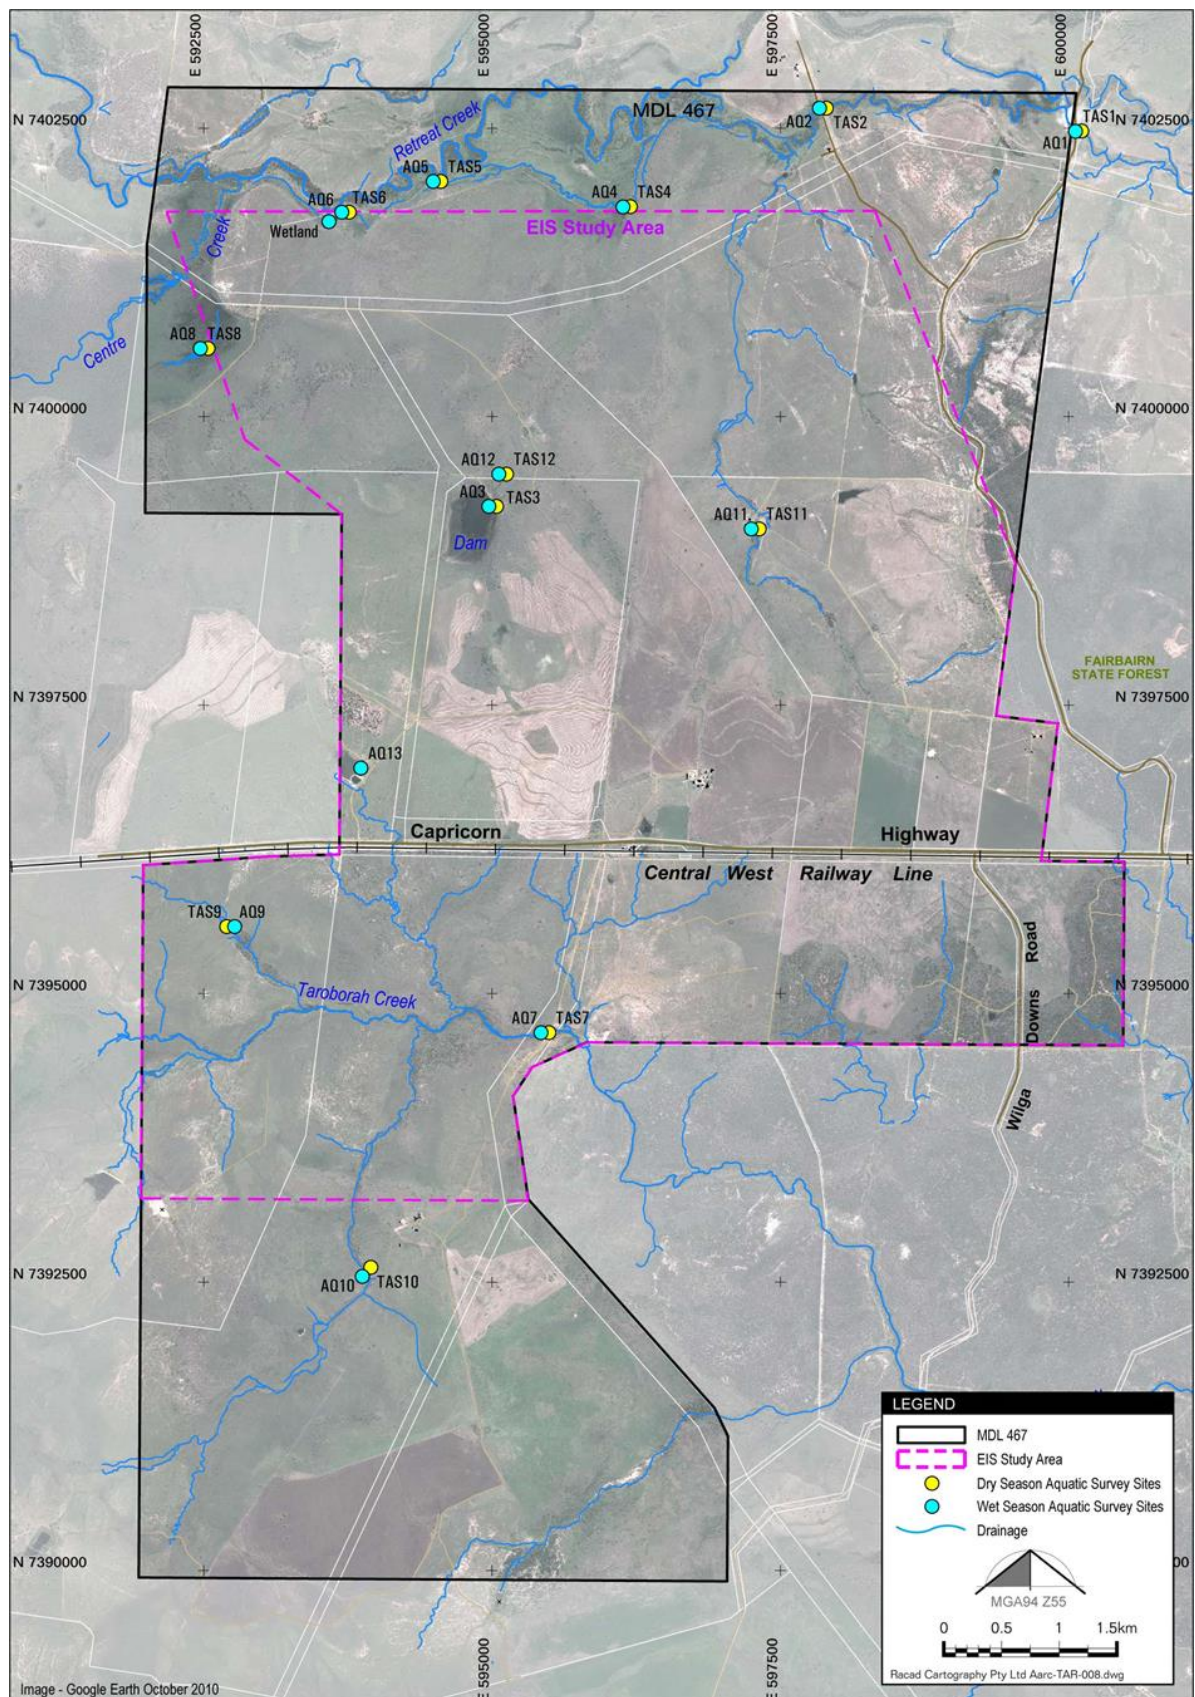 E 592500
E 595000
E 597500
E 600000
MDL 467
N 7402500
N 7402500
Retreat Creek
AQ2
TAS2
TAS1
AQ1
AQ5
TAS5
AQ6
TAS6
AQ4
TAS4
Wetland
EIS Study Area
Creek
Centre
AQ8
TAS8
N 7400000
N 7400000
AQ12
TAS12
AQ3
TAS3
AQ11
TAS11
Dam
FAIRBAIRN
STATE FOREST
N 7397500
N 7397500
AQ13
Capricorn
Highway
Central West Railway Line
TAS9
AQ9
Road
Downs
Wilga
N 7395000
N 7395000
Taroborah Creek
AQ7
TAS7
N 7392500
N 7392500
AQ10
TAS10
LEGEND
MDL 467
EIS Study Area
Dry Season Aquatic Survey Sites
Wet Season Aquatic Survey Sites
Drainage
MGA94 Z55
0 0.5 1 1.5km
Racad Cartography Pty Ltd Aarc-TAR-008.dwg
N 7390000
00
E 595000
E 597500
Image - Google Earth October 2010